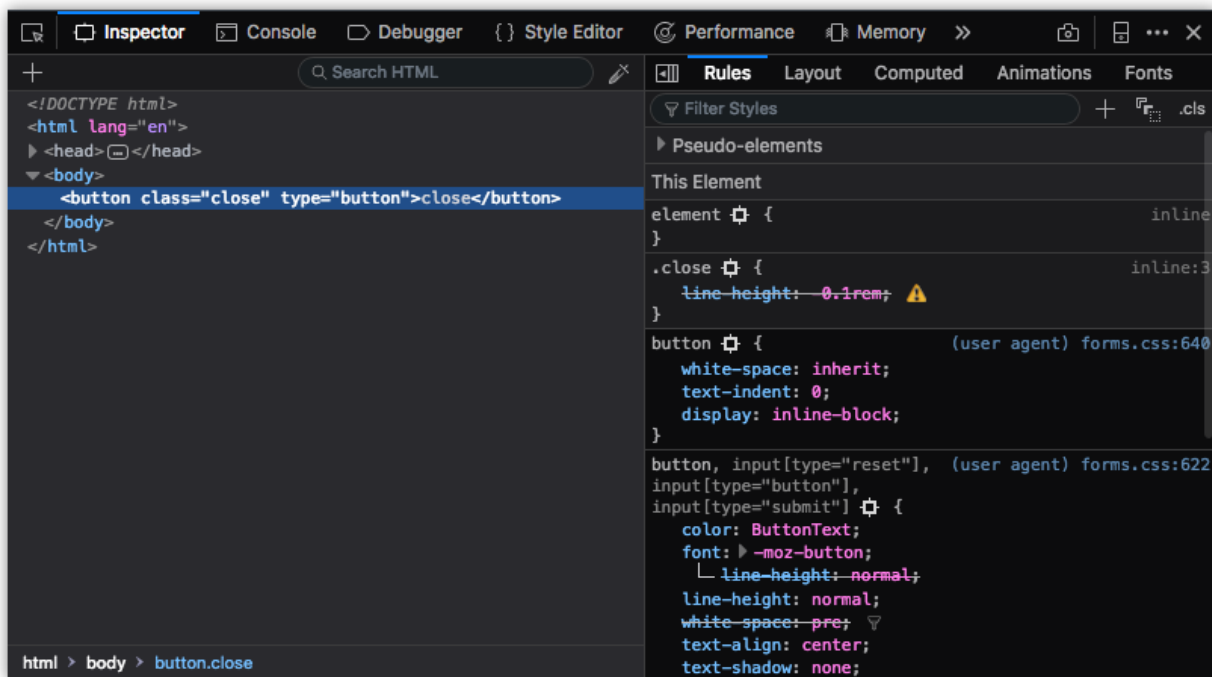 Inspector Console Debugger { } Style Editor Performance Memory »
+ Search HTML
<!DOCTYPE html>
<html lang="en">
<head>…</head>
<body>
<button class="close" type="button">close</button>
</body>
</html>
html > body > button.close
Rules Layout Computed Animations Fonts
Filter Styles + .cls
Pseudo-elements
This Element
element { inline
}
.close { inline:3
line-height: -0.1rem;
}
button { (user agent) forms.css:640
white-space: inherit;
text-indent: 0;
display: inline-block;
}
button, input[type="reset"], (user agent) forms.css:622
input[type="button"],
input[type="submit"] {
color: ButtonText;
font: -moz-button;
line-height: normal;
line-height: normal;
white-space: pre;
text-align: center;
text-shadow: none;